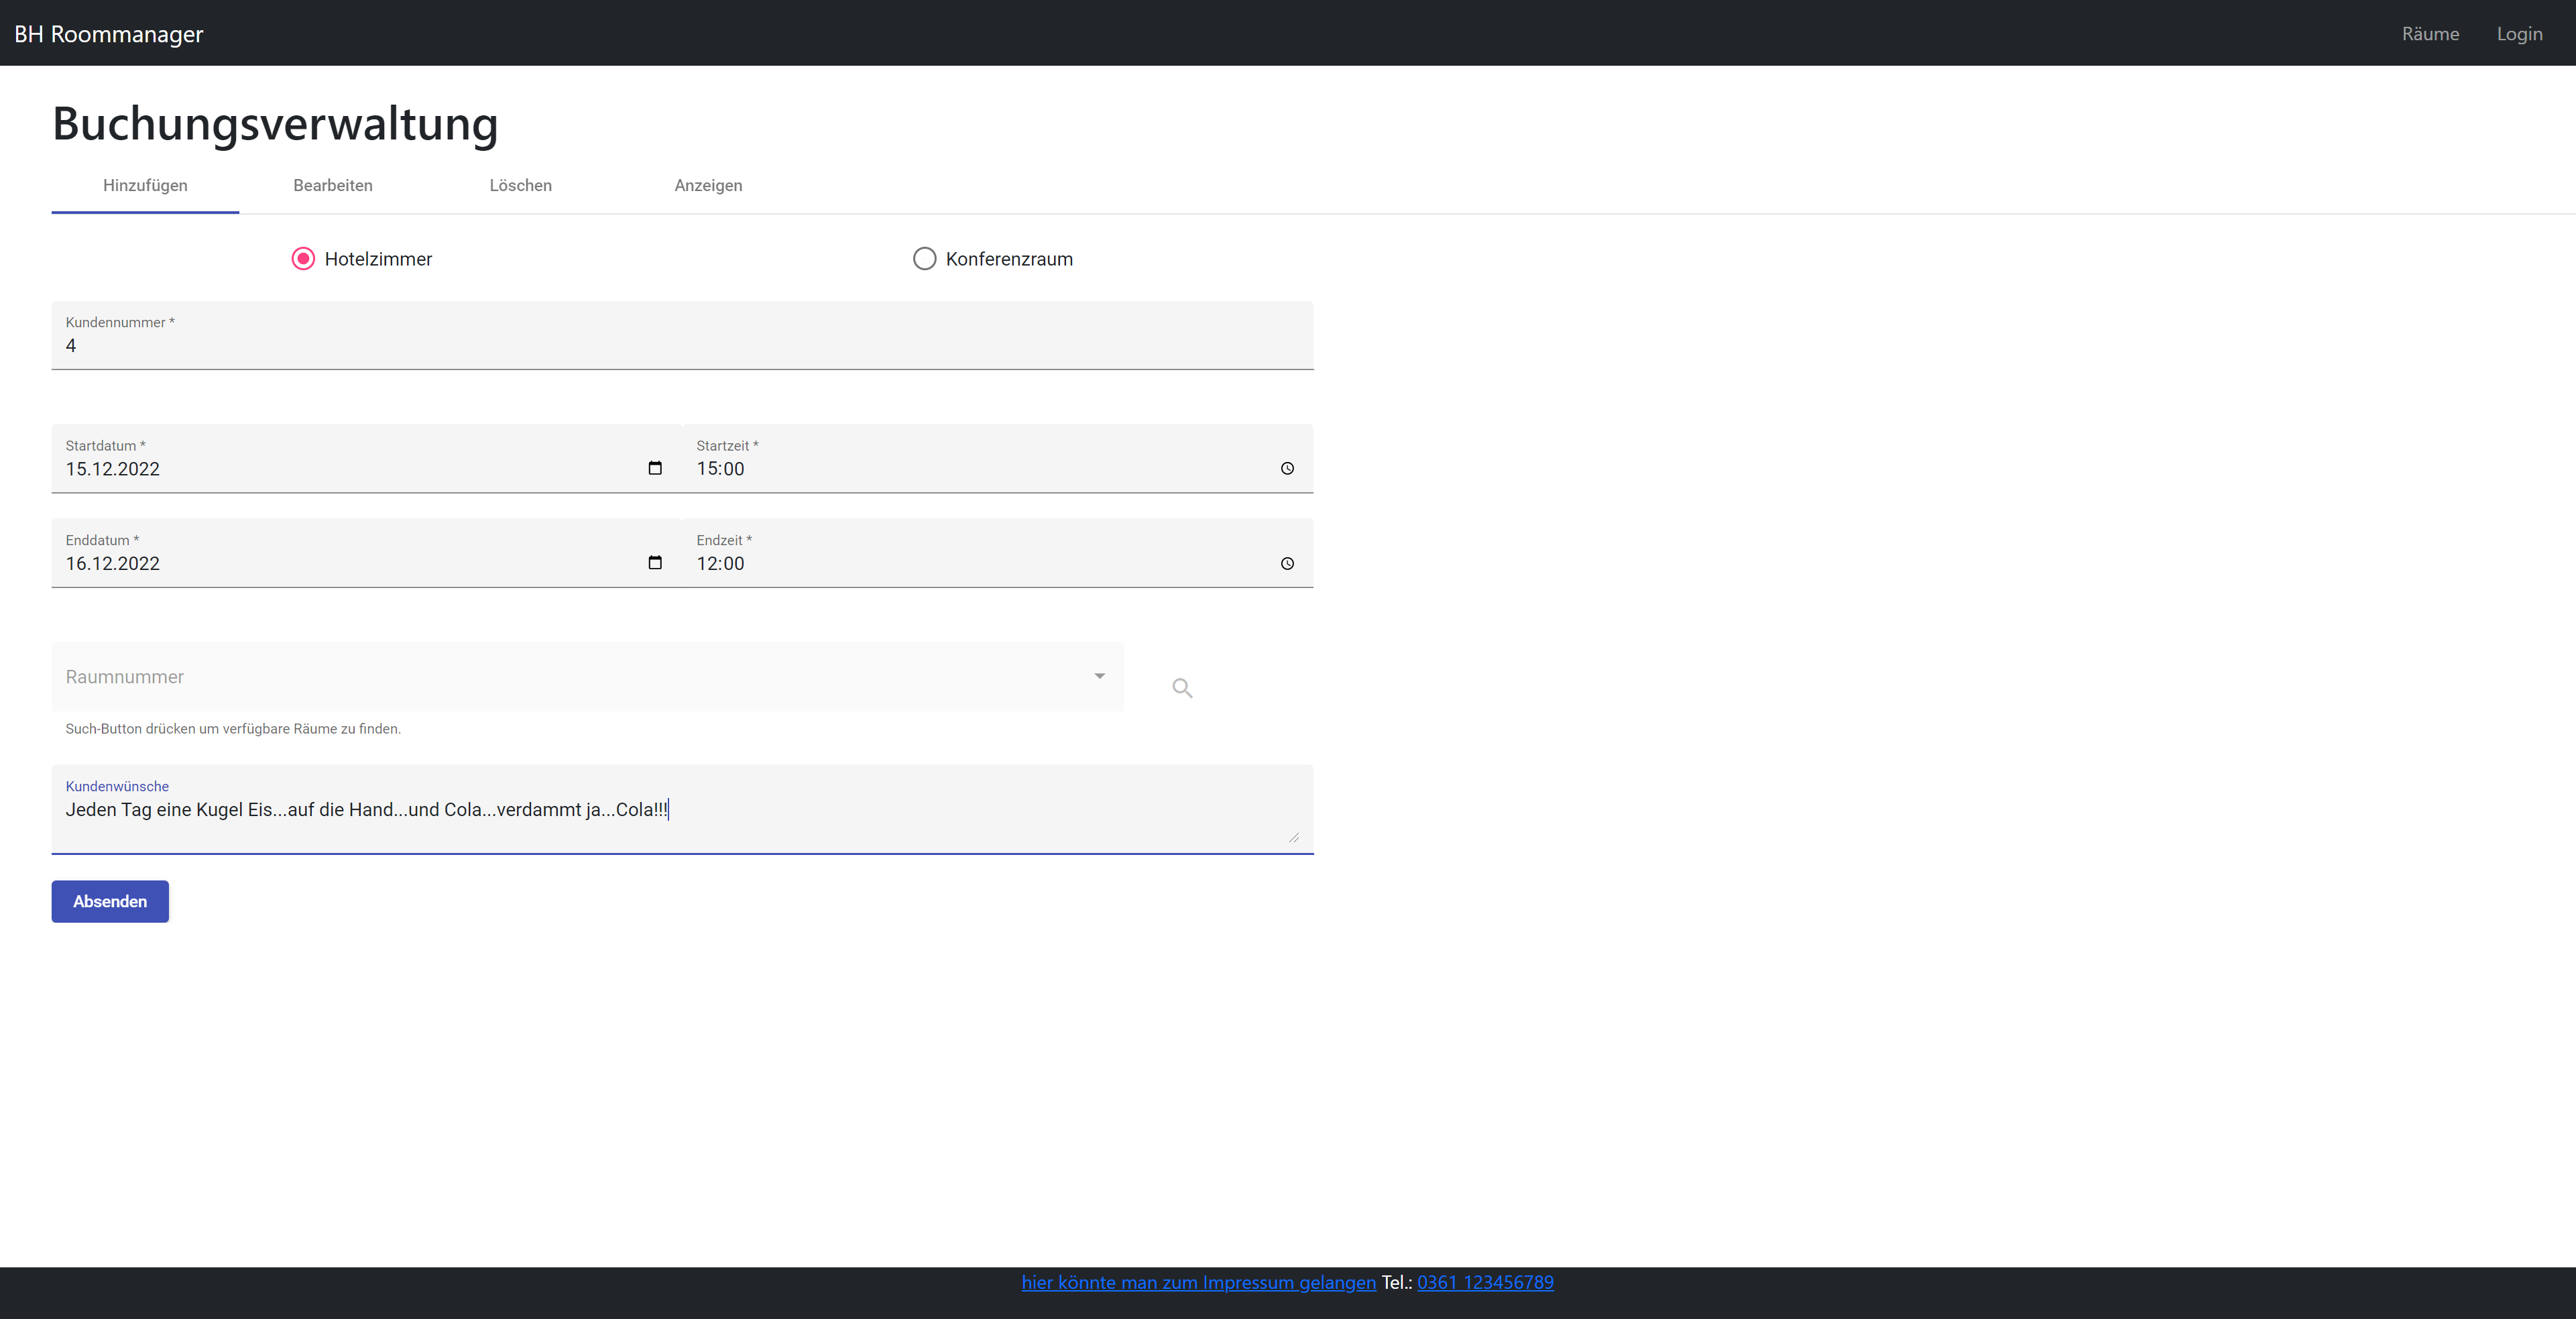 BH Roommanager Räume Login
Buchungsverwaltung
Hinzufügen Bearbeiten Löschen Anzeigen
Hotelzimmer Konferenzraum
Kundennummer *
4
Startdatum * Startzeit *
15.12.2022 15:00
Enddatum * Endzeit *
16.12.2022 12:00
Raumnummer
Such-Button drücken um verfügbare Räume zu finden.
Kundenwünsche
Jeden Tag eine Kugel Eis...auf die Hand...und Cola...verdammt ja...Cola!!!
Absenden
hier könnte man zum Impressum gelangen Tel.: 0361 123456789